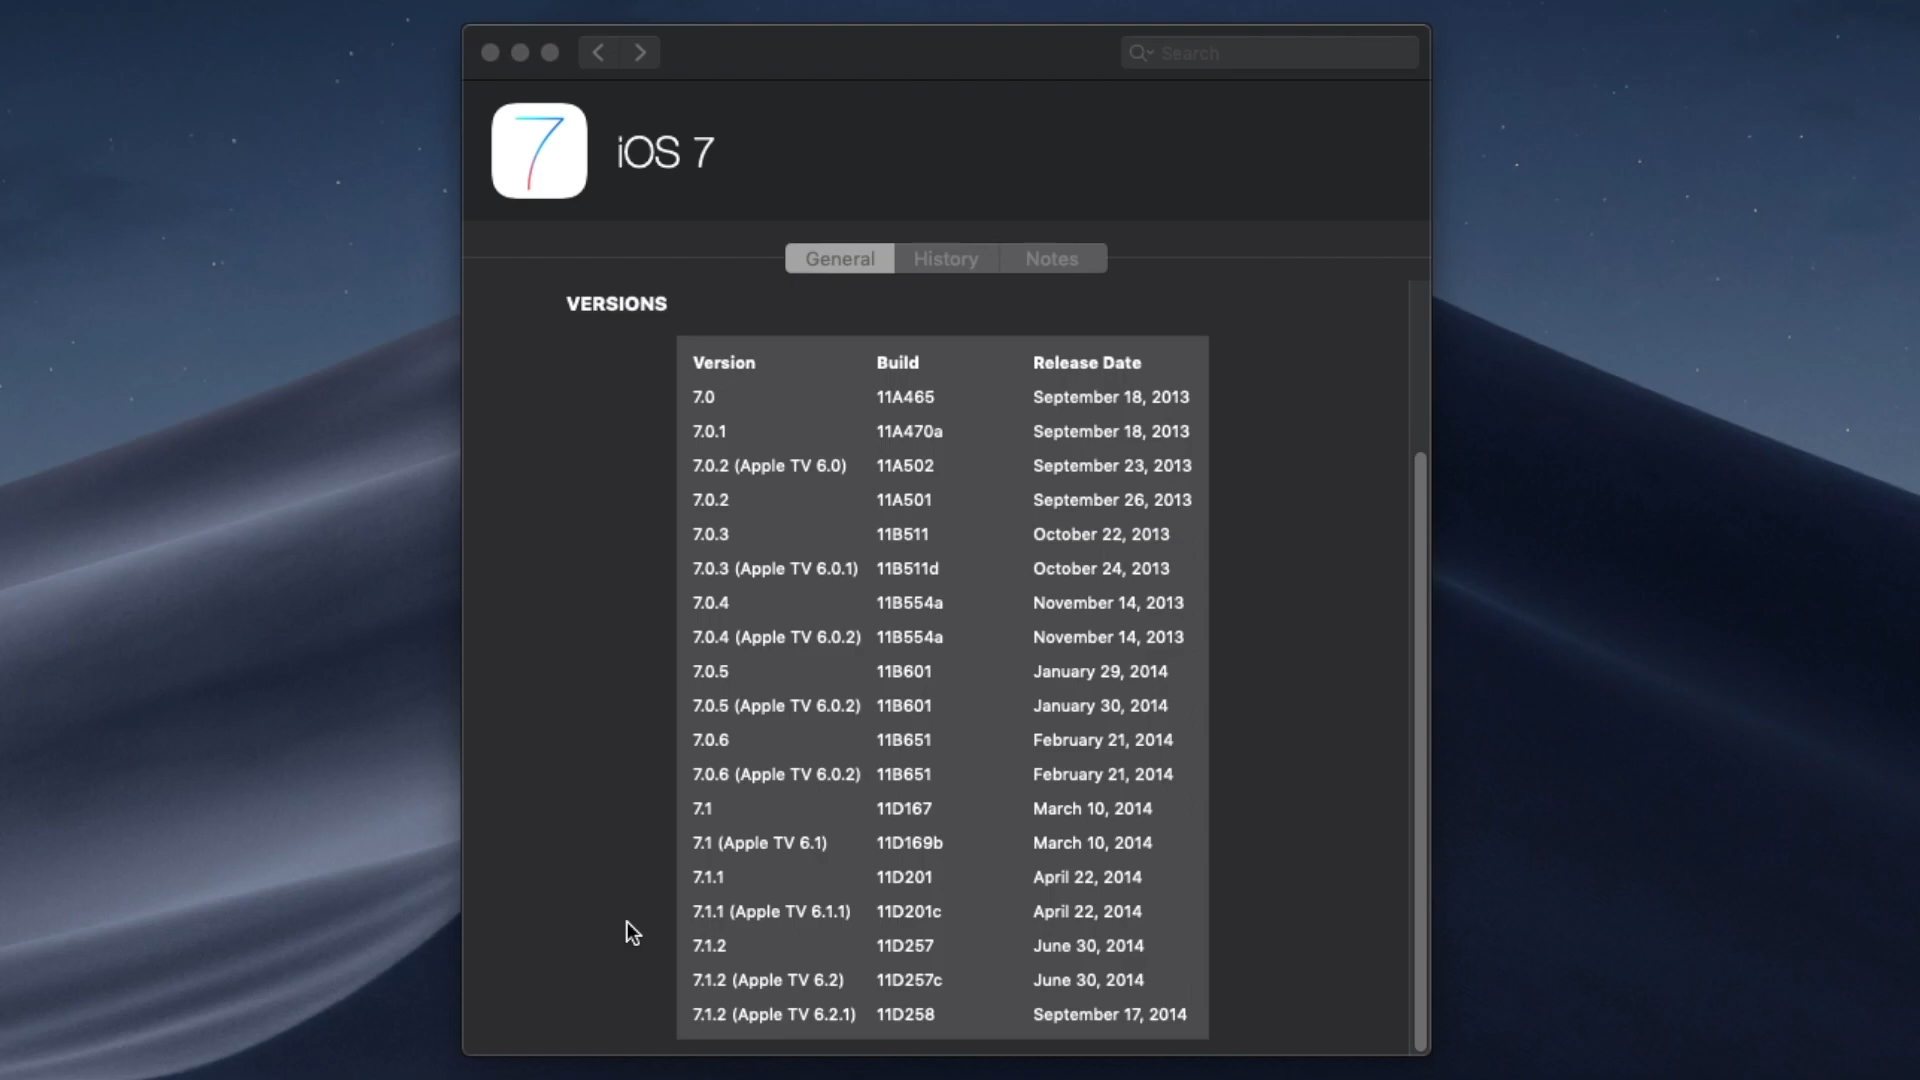 Search
7
iOS 7
General History Notes
VERSIONS
Version Build Release Date
7.0 11A465 September 18, 2013
7.0.1 11A470a September 18, 2013
7.0.2 (Apple TV 6.0) 11A502 September 23, 2013
7.0.2 11A501 September 26, 2013
7.0.3 11B511 October 22, 2013
7.0.3 (Apple TV 6.0.1) 11B511d October 24, 2013
7.0.4 11B554a November 14, 2013
7.0.4 (Apple TV 6.0.2) 11B554a November 14, 2013
7.0.5 11B601 January 29, 2014
7.0.5 (Apple TV 6.0.2) 11B601 January 30, 2014
7.0.6 11B651 February 21, 2014
7.0.6 (Apple TV 6.0.2) 11B651 February 21, 2014
7.1 11D167 March 10, 2014
7.1 (Apple TV 6.1) 11D169b March 10, 2014
7.1.1 11D201 April 22, 2014
7.1.1 (Apple TV 6.1.1) 11D201c April 22, 2014
7.1.2 11D257 June 30, 2014
7.1.2 (Apple TV 6.2) 11D257c June 30, 2014
7.1.2 (Apple TV 6.2.1) 11D258 September 17, 2014